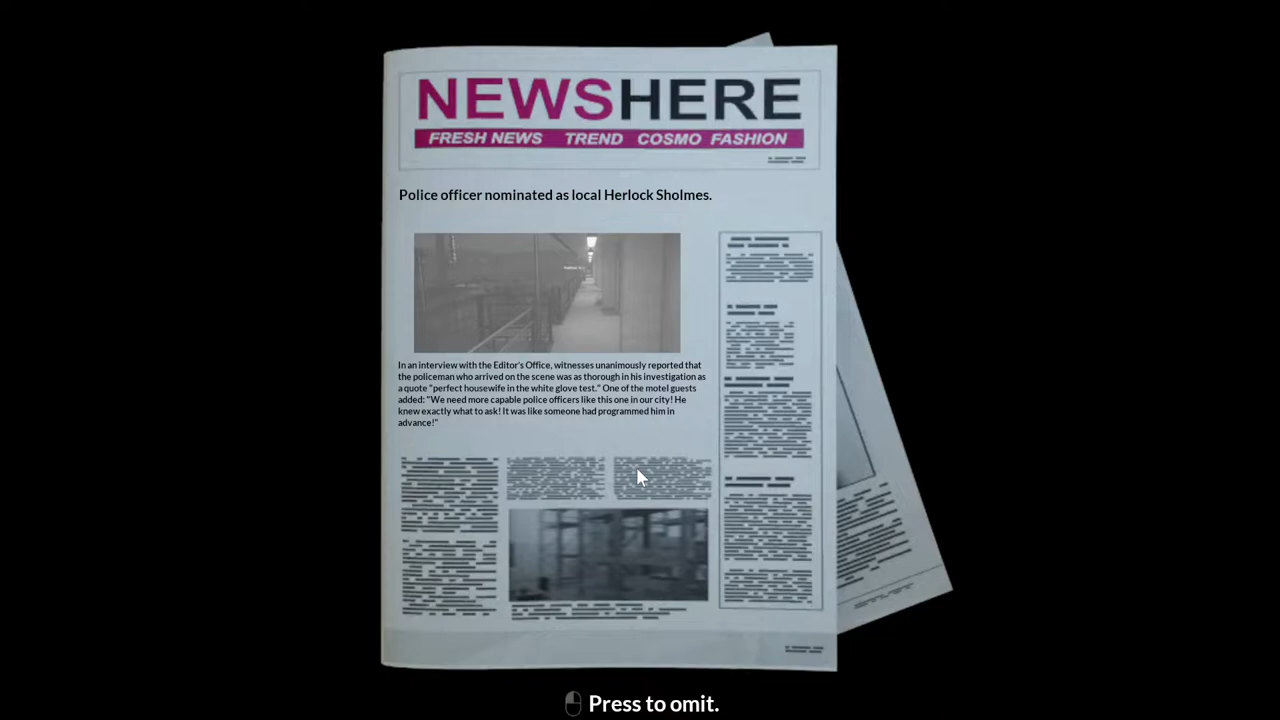 NEWSHERE
FRESH NEWS TREND COSMO FASHION
Police officer nominated as local Herlock Sholmes.
In an interview with the Editor's Office, witnesses unanimously reported that
the policeman who arrived on the scene was as thorough in his investigation as
a quote "perfect housewife in the white glove test." One of the motel guests
added: "We need more capable police officers like this one in our city! He
knew exactly what to ask! It was like someone had programmed him in
advance!"
Press to omit.